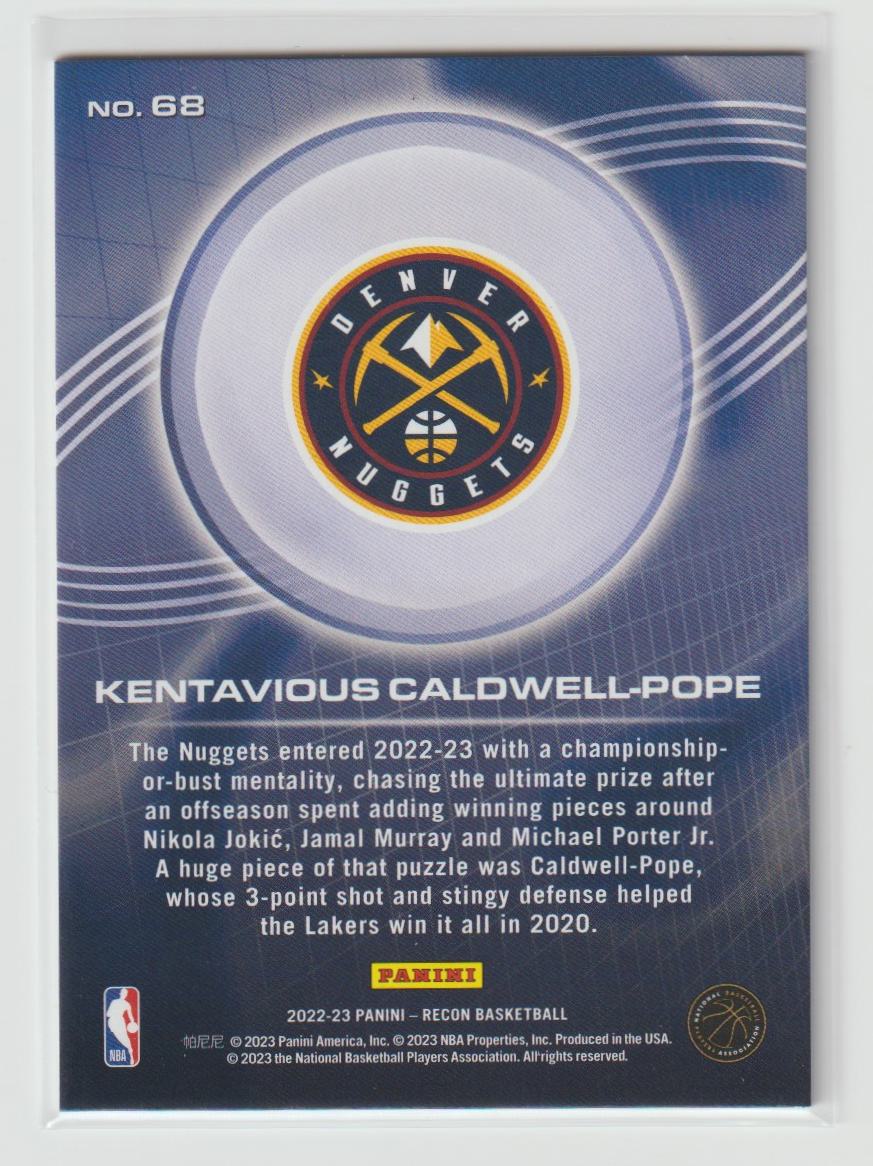 NO. 68
DENVER
NUGGETS
KENTAVIOUS CALDWELL-POPE
The Nuggets entered 2022-23 with a championship-
or-bust mentality, chasing the ultimate prize after
an offseason spent adding winning pieces around
Nikola Jokić, Jamal Murray and Michael Porter Jr.
A huge piece of that puzzle was Caldwell-Pope,
whose 3-point shot and stingy defense helped
the Lakers win it all in 2020.
PANINI
2022-23 PANINI – RECON BASKETBALL
帕尼尼 © 2023 Panini America, Inc. © 2023 NBA Properties, Inc. Produced in the USA.
© 2023 the National Basketball Players Association. All rights reserved.
NBA
NATIONAL BASKETBALL
PLAYERS ASSOCIATION